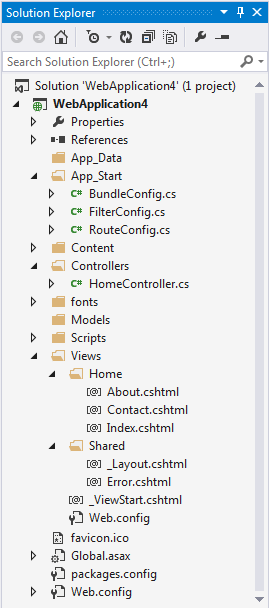 Solution Explorer
Search Solution Explorer (Ctrl+;)
Solution 'WebApplication4' (1 project)
WebApplication4
Properties
References
App_Data
App_Start
BundleConfig.cs
FilterConfig.cs
RouteConfig.cs
Content
Controllers
HomeController.cs
fonts
Models
Scripts
Views
Home
About.cshtml
Contact.cshtml
Index.cshtml
Shared
_Layout.cshtml
Error.cshtml
_ViewStart.cshtml
Web.config
favicon.ico
Global.asax
packages.config
Web.config